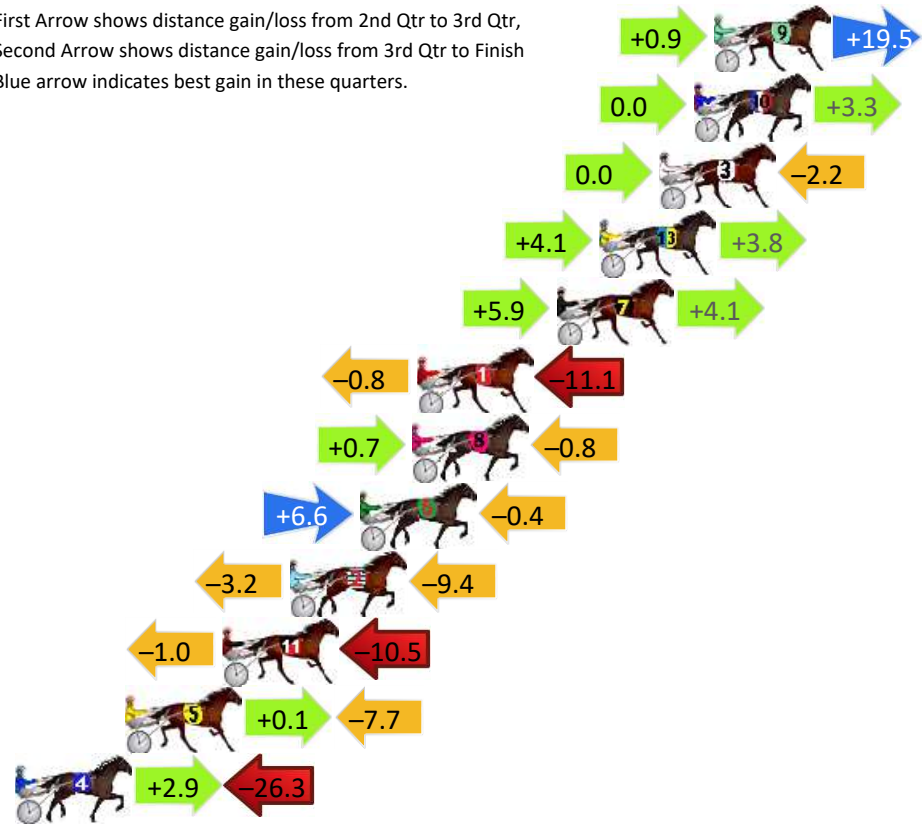 First Arrow shows distance gain/loss from 2nd Qtr to 3rd Qtr,
Second Arrow shows distance gain/loss from 3rd Qtr to Finish
Blue arrow indicates best gain in these quarters.
+0.9 9 +19.5
0.0 10 +3.3
0.0 3 –2.2
+4.1 13 +3.8
+5.9 7 +4.1
–0.8 1 –11.1
+0.7 8 –0.8
+6.6 –0.4
–3.2 2 –9.4
–1.0 11 –10.5
5 +0.1 –7.7
4 +2.9 –26.3